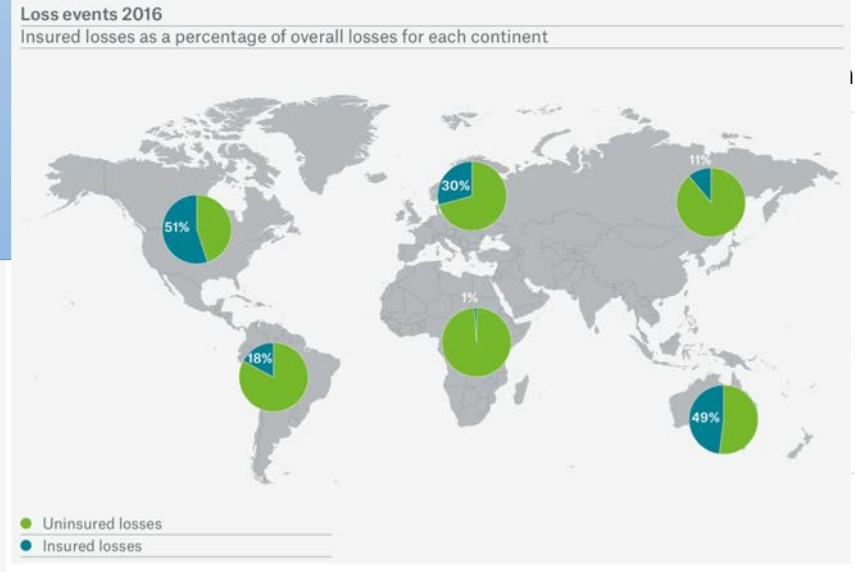 Loss events 2016
Insured losses as a percentage of overall losses for each continent
11%
30%
51%
1%
18%
49%
Uninsured losses
Insured losses